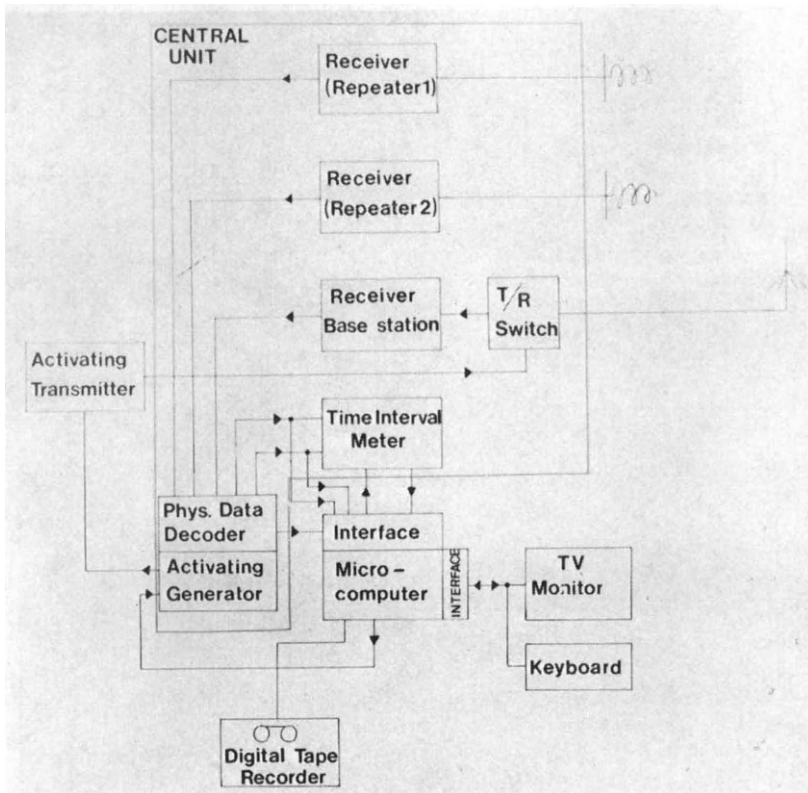 CENTRAL
UNIT
Receiver
(Repeater1)
Receiver
(Repeater2)
Receiver
Base station
T/R
Switch
Activating
Transmitter
Time Interval
Meter
Phys. Data
Decoder
Activating
Generator
Interface
Micro-
computer
INTERFACE
TV
Monitor
Keyboard
Digital Tape
Recorder